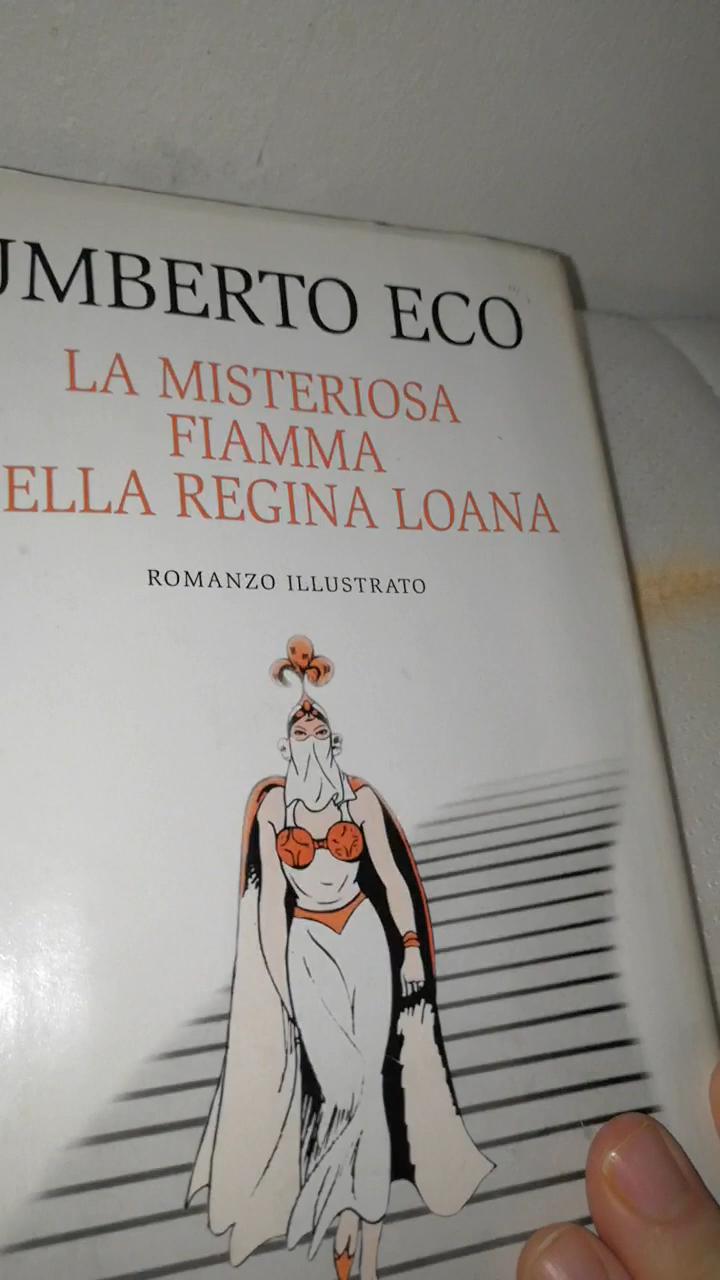 UMBERTO ECO
LA MISTERIOSA
FIAMMA
ELLA REGINA LOANA
ROMANZO ILLUSTRATO